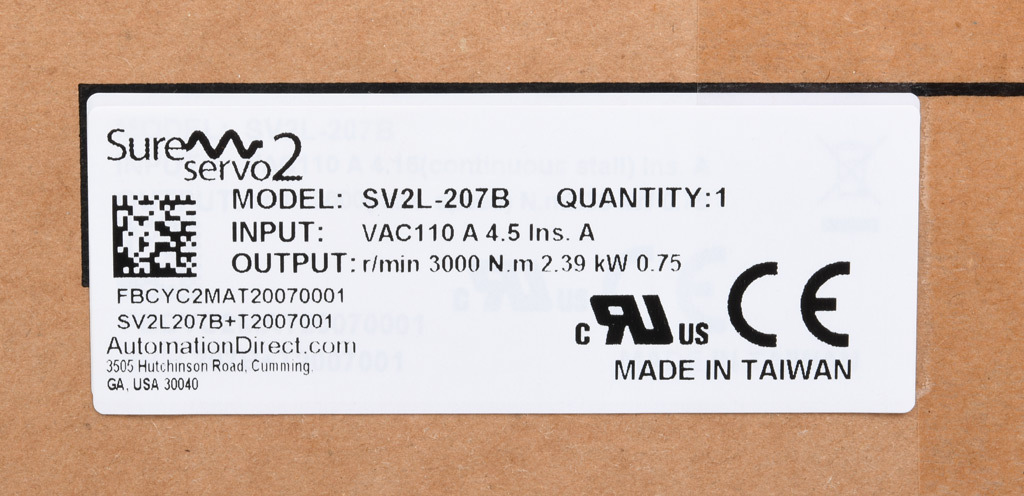 Sure
servo2
MODEL: SV2L-207B QUANTITY:1
INPUT: VAC110 A 4.5 Ins. A
OUTPUT: r/min 3000 N.m 2.39 kW 0.75
FBCYC2MAT20070001
SV2L207B+T2007001
AutomationDirect.com
3505 Hutchinson Road, Cumming.
GA, USA 30040
c RU US CE
MADE IN TAIWAN